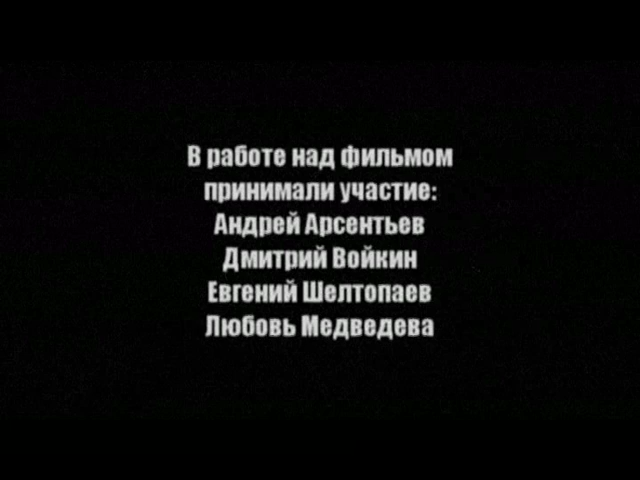 В работе над фильмом
принимали участие:
Андрей Арсентьев
Дмитрий Войкин
Евгений Шелтопаев
Любовь Медведева